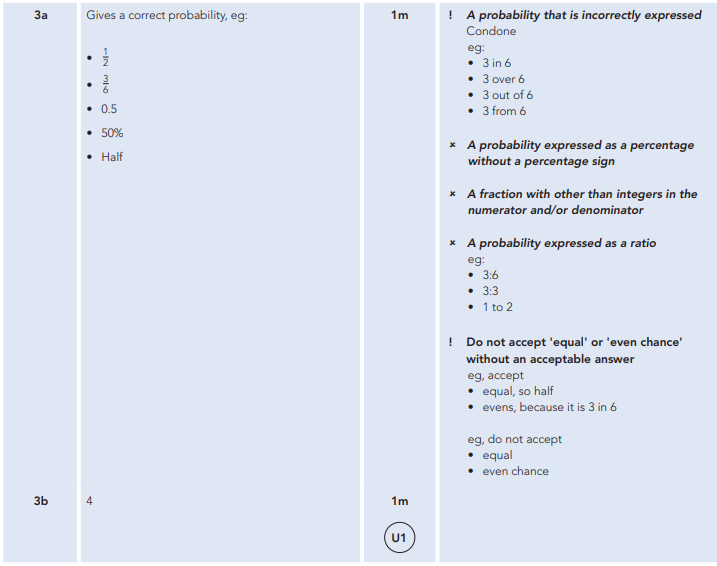 3a
Gives a correct probability, eg:
• 1/2
• 3/6
• 0.5
• 50%
• Half
1m
! A probability that is incorrectly expressed
Condone
eg:
• 3 in 6
• 3 over 6
• 3 out of 6
• 3 from 6
× A probability expressed as a percentage
without a percentage sign
× A fraction with other than integers in the
numerator and/or denominator
× A probability expressed as a ratio
eg:
• 3:6
• 3:3
• 1 to 2
! Do not accept 'equal' or 'even chance'
without an acceptable answer
eg, accept
• equal, so half
• evens, because it is 3 in 6
eg, do not accept
• equal
• even chance
3b
4
1m
U1